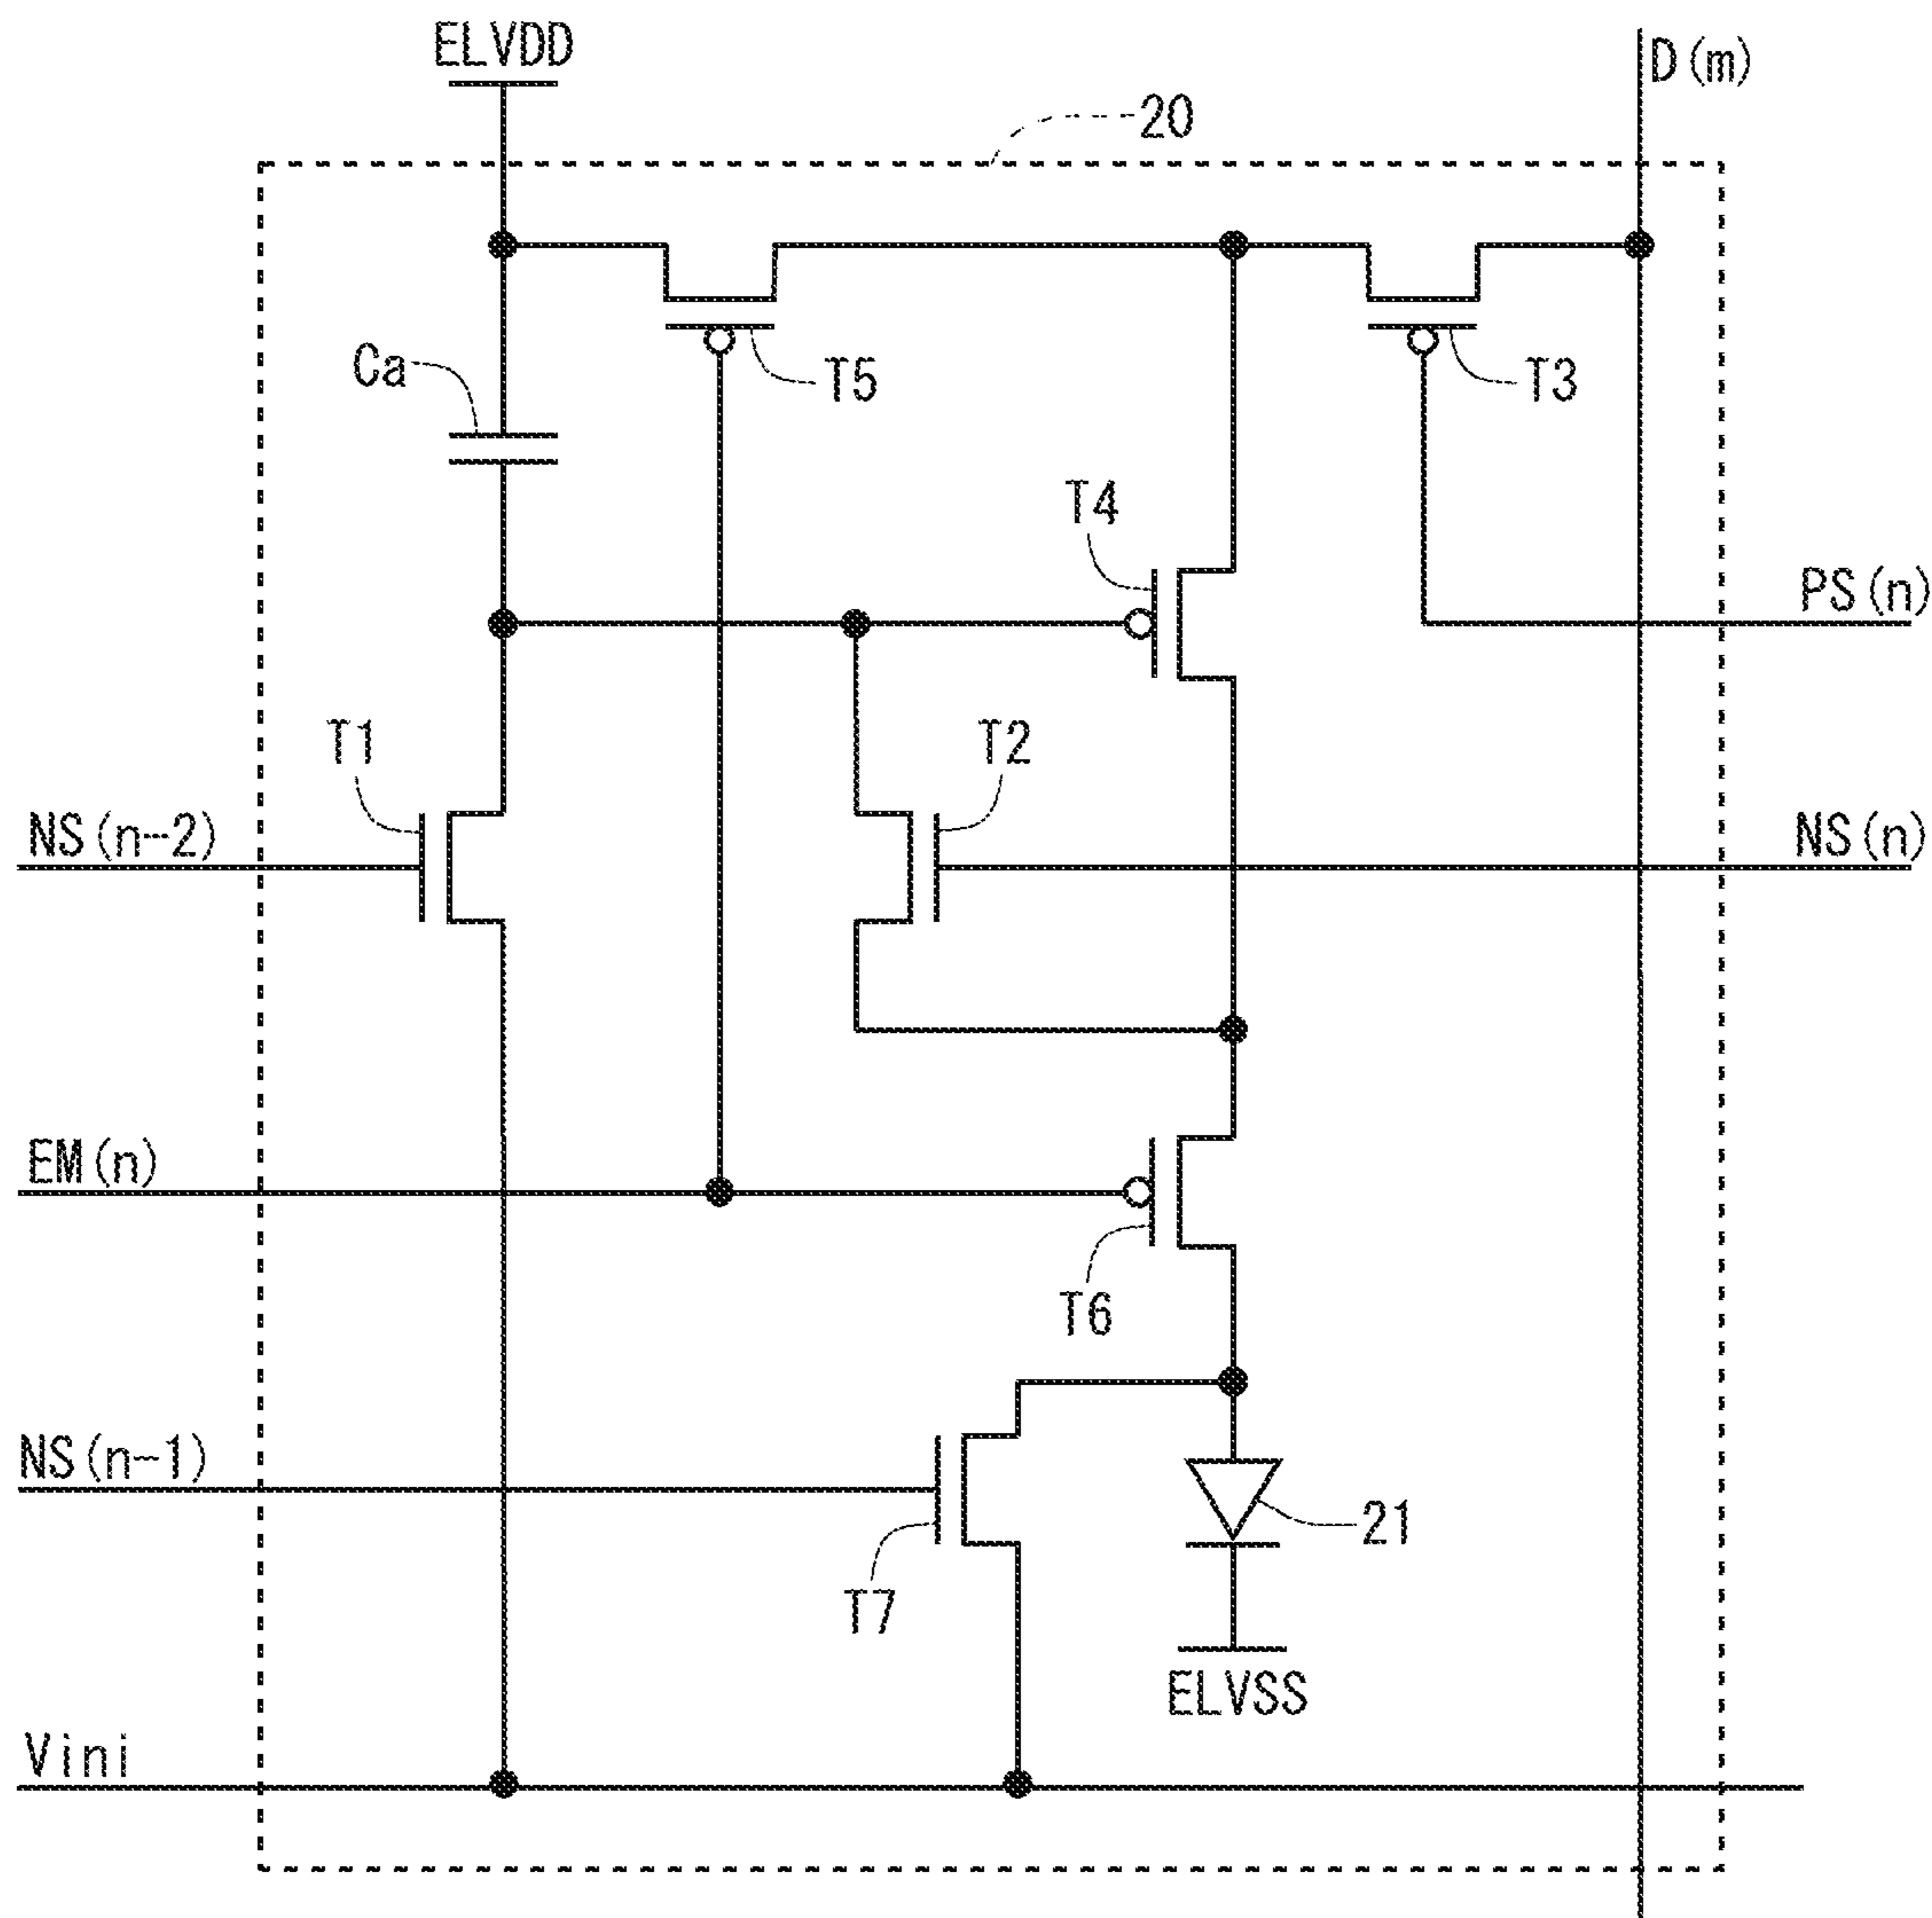 ELVDD
D(m)
20
Ca
T5
T3
T4
PS(n)
T1
T2
NS(n-2)
NS(n)
EM(n)
T6
NS(n-1)
21
T7
ELVSS
Vini